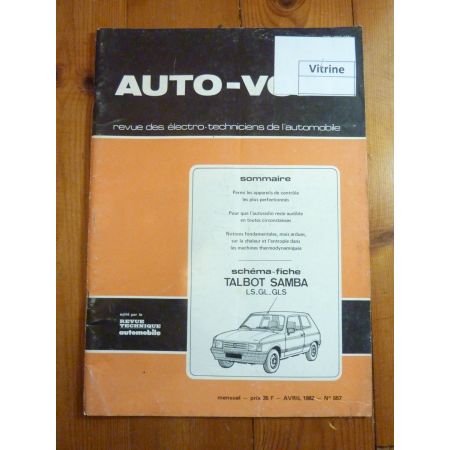 Vitrine
AUTO-VO
revue des électro-techniciens de l'automobile
sommaire
Parmi les appareils de contrôle
les plus perfectionnés
Pour que l'autoradio reste audible
en toutes circonstances
Notions fondamentales, mais ardues,
sur la chaleur et l'entropie dans
les machines thermodynamiques
schéma-fiche
TALBOT SAMBA
LS.GL.GLS
édité par la
REVUE
TECHNIQUE
automobile
mensuel – prix 35 F – AVRIL 1982 – N° 557